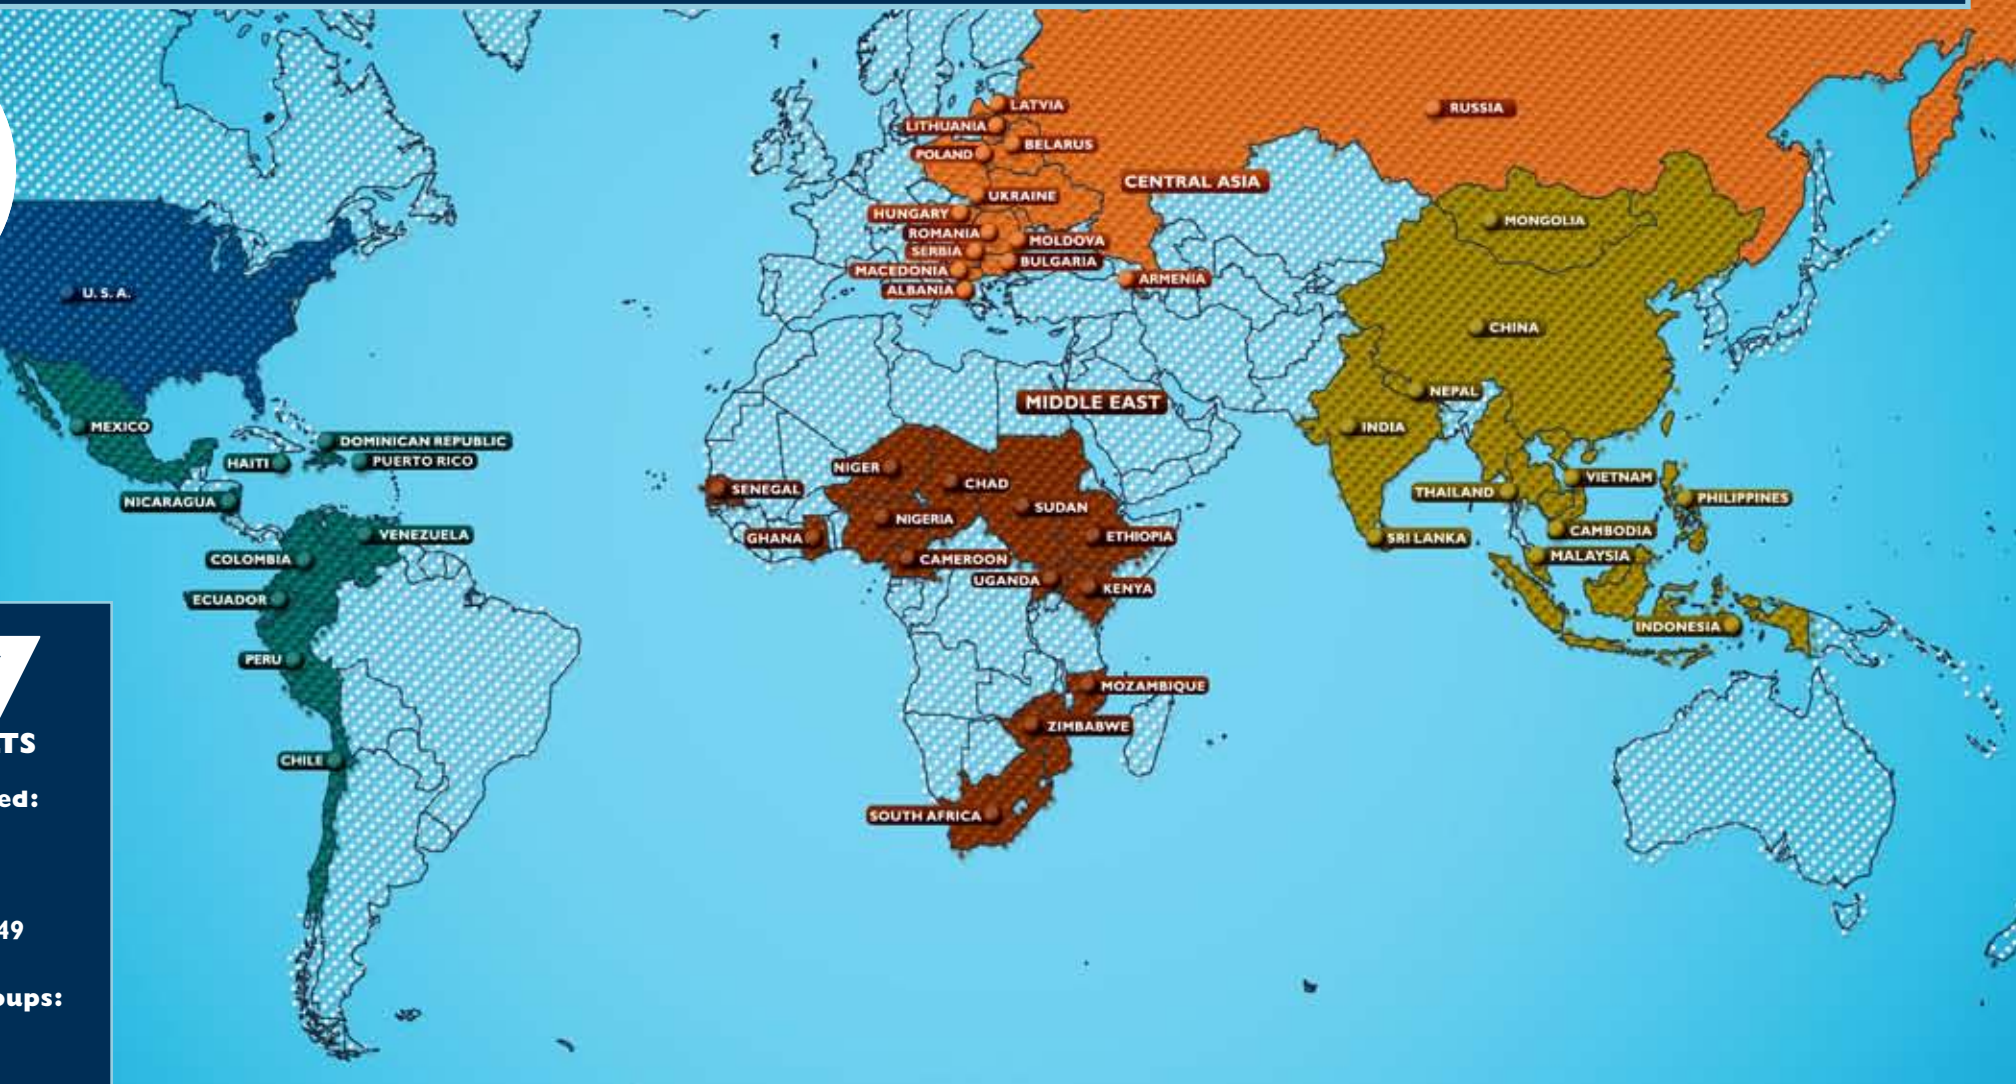 LATVIA
RUSSIA
LITHUANIA
BELARUS
POLAND
CENTRAL ASIA
UKRAINE
HUNGARY
MONGOLIA
ROMANIA
MOLDOVA
SERBIA
BULGARIA
MACEDONIA
ARMENIA
ALBANIA
U. S. A.
CHINA
NEPAL
MIDDLE EAST
MEXICO
INDIA
DOMINICAN REPUBLIC
HAITI
PUERTO RICO
NIGER
CHAD
VIETNAM
SENEGAL
THAILAND
PHILIPPINES
NICARAGUA
SUDAN
NIGERIA
VENEZUELA
GHANA
ETHIOPIA
CAMBODIA
SRI LANKA
COLOMBIA
CAMEROON
MALAYSIA
UGANDA
KENYA
ECUADOR
INDONESIA
PERU
MOZAMBIQUE
ZIMBABWE
CHILE
SOUTH AFRICA
TS
ed:
49
oups: